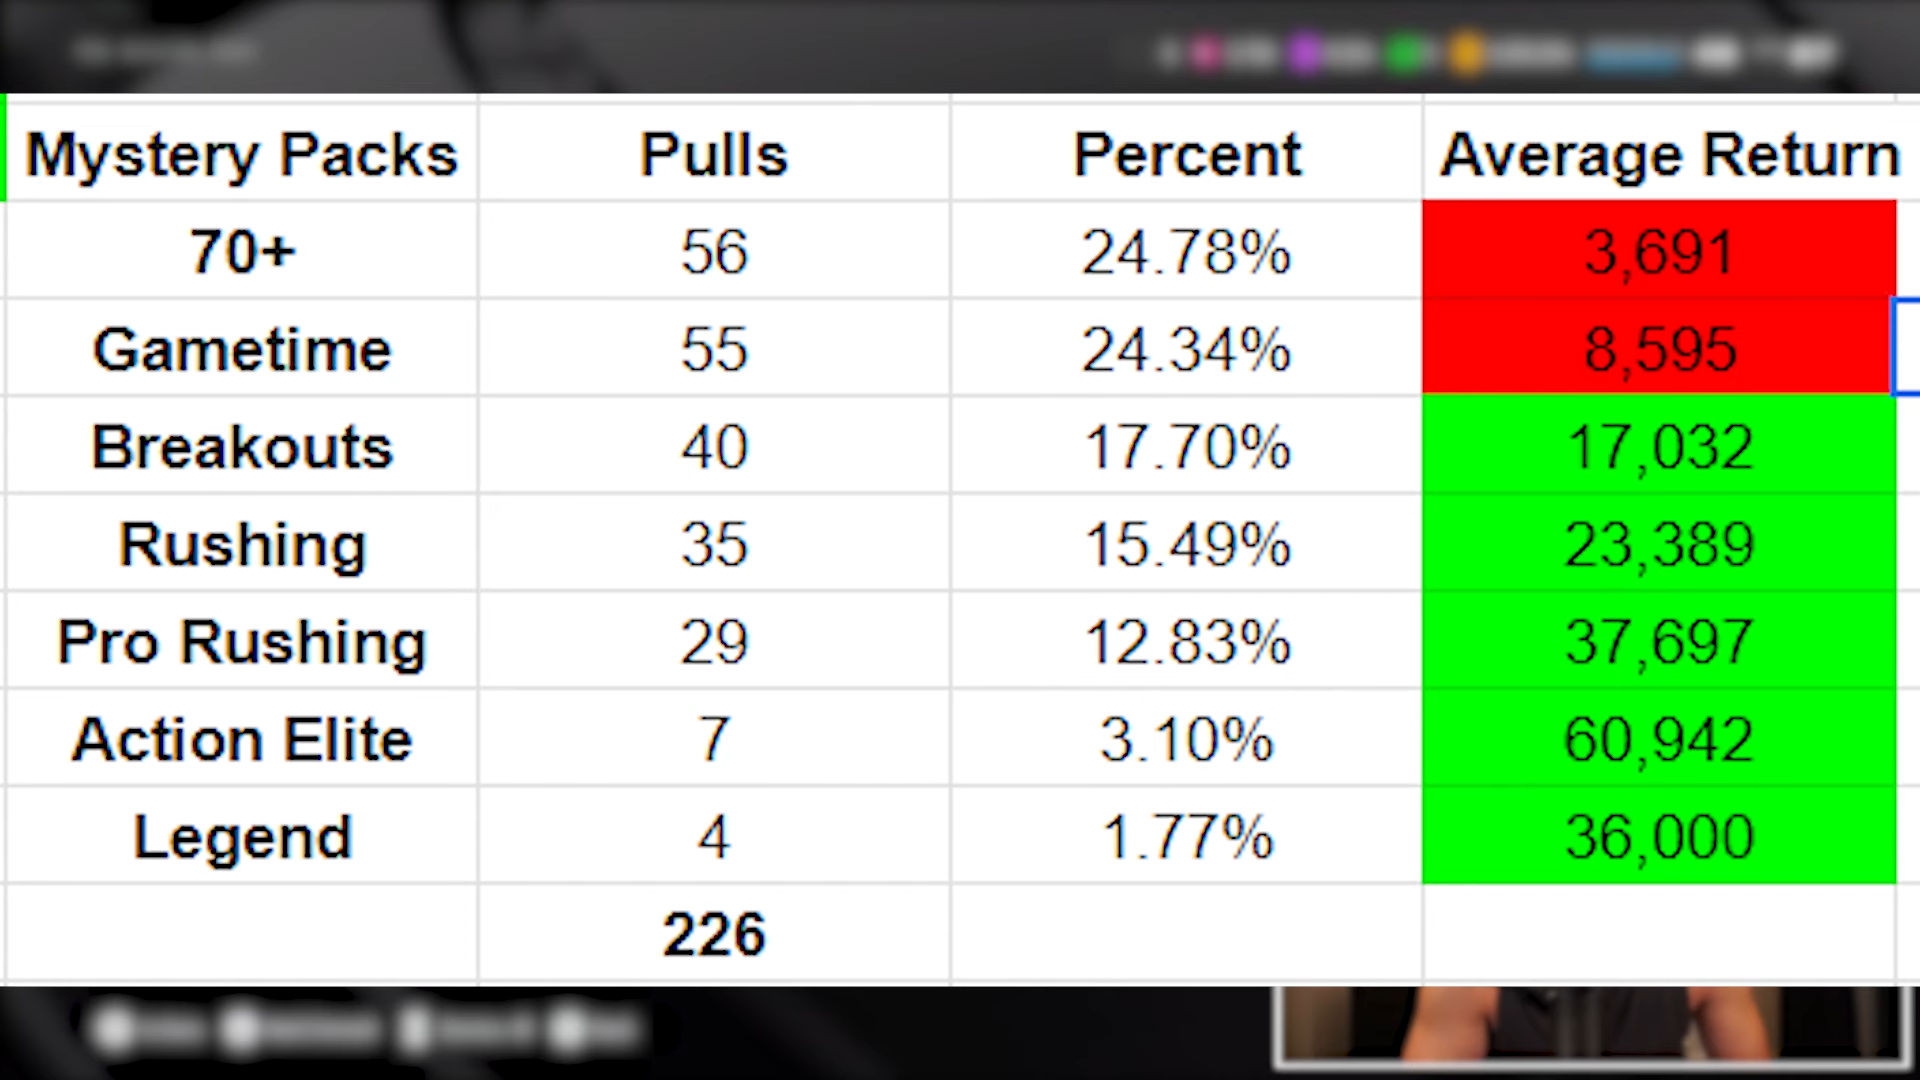 Mystery Packs Pulls Percent Average Return
70+ 56 24.78% 3,691
Gametime 55 24.34% 8,595
Breakouts 40 17.70% 17,032
Rushing 35 15.49% 23,389
Pro Rushing 29 12.83% 37,697
Action Elite 7 3.10% 60,942
Legend 4 1.77% 36,000
226